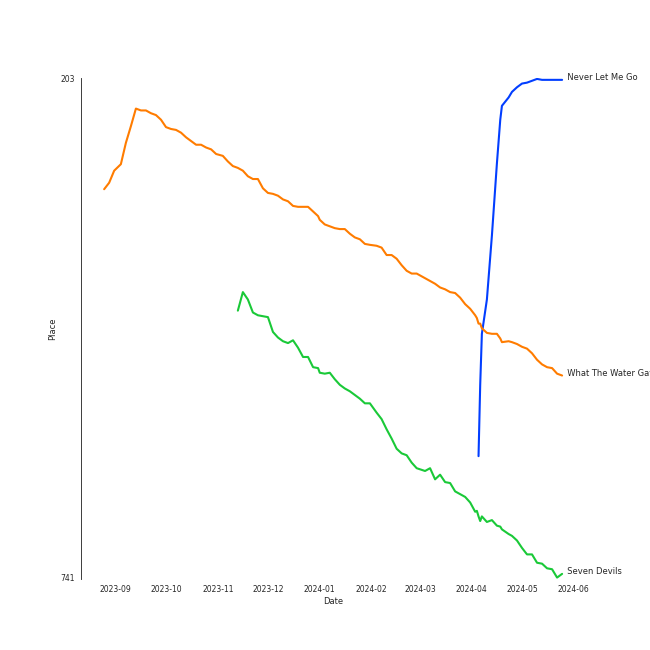 203
Never Let Me Go
Place
What The Water Ga
Seven Devils
741
2023-09 2023-10 2023-11 2023-12 2024-01 2024-02 2024-03 2024-04 2024-05 2024-06
Date